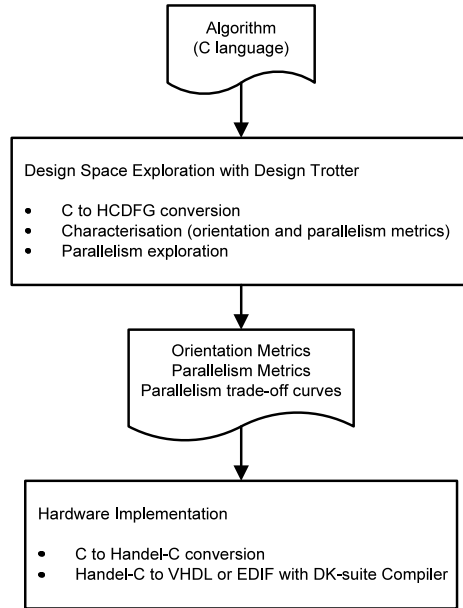 Algorithm
(C language)
Design Space Exploration with Design Trotter
• C to HCDFG conversion
• Characterisation (orientation and parallelism metrics)
• Parallelism exploration
Orientation Metrics
Parallelism Metrics
Parallelism trade-off curves
Hardware Implementation
• C to Handel-C conversion
• Handel-C to VHDL or EDIF with DK-suite Compiler